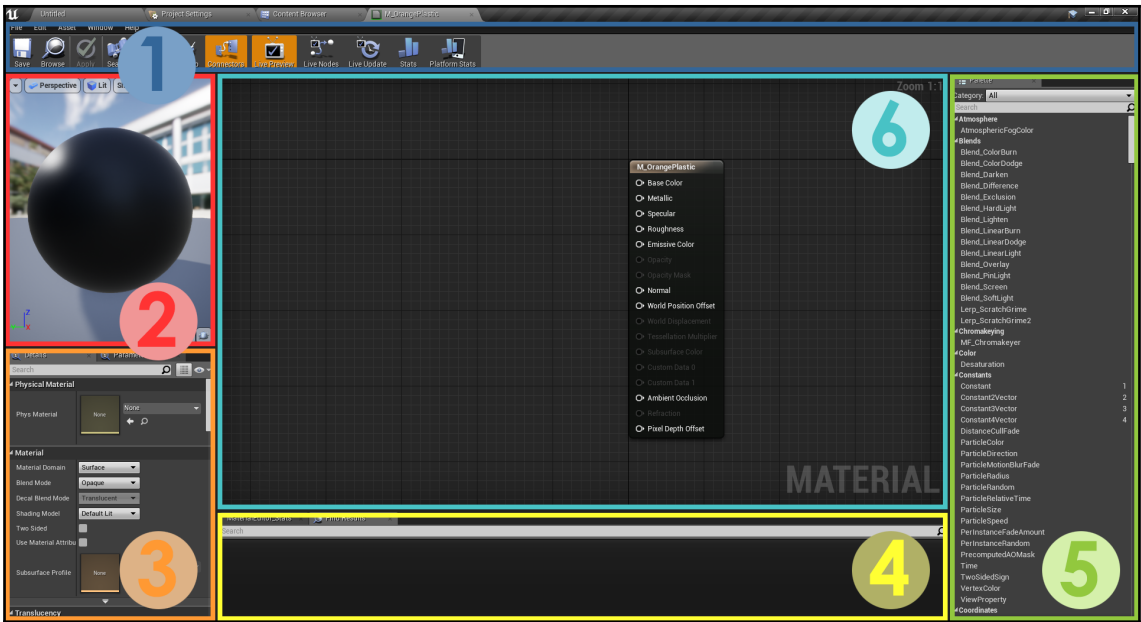 Untitled
Project Settings
Content Browser
M_OrangePlastic
File Edit Asset Window Help
Save Browse Apply Connectors Live Preview Live Nodes Live Update Stats Platform Stats
1
Perspective Lit
2
Details
Search
Physical Material
Phys Material
None
None
Material
Material Domain Surface
Blend Mode Opaque
Decal Blend Mode Translucent
Shading Model Default Lit
Two Sided
Use Material Attribu
Subsurface Profile
None
3
Translucency
Zoom 1:1
6
M_OrangePlastic
Base Color
Metallic
Specular
Roughness
Emissive Color
Opacity
Opacity Mask
Normal
World Position Offset
World Displacement
Tessellation Multiplier
Subsurface Color
Custom Data 0
Custom Data 1
Ambient Occlusion
Refraction
Pixel Depth Offset
MATERIAL
MaterialEditor_Stats Find Results
Search
4
Palette
Category: All
Search
Atmosphere
AtmosphericFogColor
Blends
Blend_ColorBurn
Blend_ColorDodge
Blend_Darken
Blend_Difference
Blend_Exclusion
Blend_HardLight
Blend_Lighten
Blend_LinearBurn
Blend_LinearDodge
Blend_LinearLight
Blend_Overlay
Blend_PinLight
Blend_Screen
Blend_SoftLight
Lerp_ScratchGrime
Lerp_ScratchGrime2
Chromakeying
MF_Chromakeyer
Color
Desaturation
Constants
Constant 1
Constant2Vector 2
Constant3Vector 3
Constant4Vector 4
DistanceCullFade
ParticleColor
ParticleDirection
ParticleMotionBlurFade
ParticleRadius
ParticleRandom
ParticleRelativeTime
ParticleSize
ParticleSpeed
PerInstanceFadeAmount
PerInstanceRandom
PrecomputedAOMask
Time
TwoSidedSign
VertexColor
ViewProperty
Coordinates
5